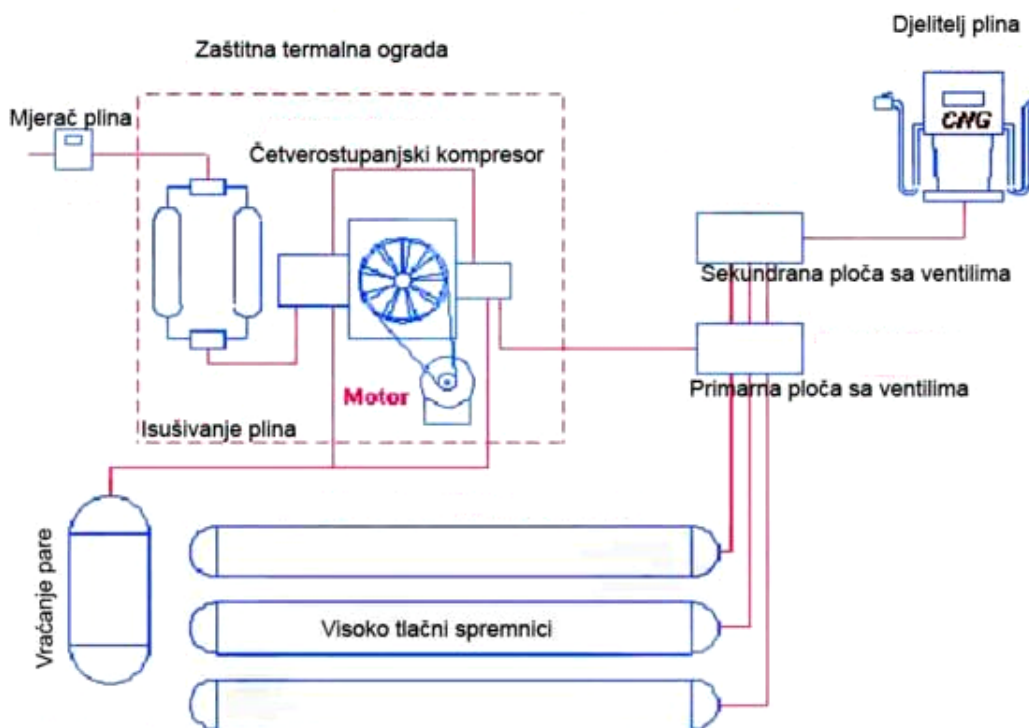 Djelitelj plina
Zaštitna termalna ograda
Mjerač plina
CNG
Četverostupanjski kompresor
Sekundrana ploča sa ventilima
Primarna ploča sa ventilima
Motor
Isušivanje plina
Vraćanje pare
Visoko tlačni spremnici